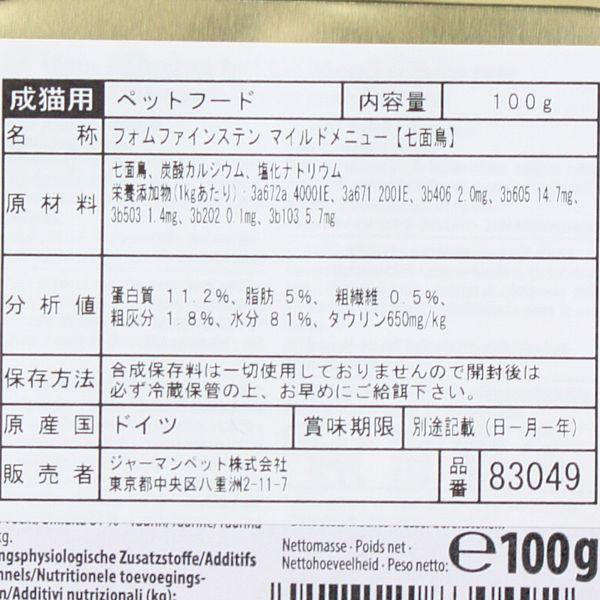 成猫用 ペットフード 内容量 100g
名称 フォムファインステン マイルドメニュー【七面鳥】
原材料 七面鳥、炭酸カルシウム、塩化ナトリウム
栄養添加物(1kgあたり)・3a672a 4000IE、3a671 200IE、3b406 2.0mg、3b605 14.7mg、
3b503 1.4mg、3b202 0.1mg、3b103 5.7mg
分析値 蛋白質 11.2%、脂肪 5%、 粗繊維 0.5%、
粗灰分 1.8%、水分 81%、タウリン650mg/kg
保存方法 合成保存料は一切使用しておりませんので開封後は
必ず冷蔵保管の上、お早めにご給餌下さい。
原産国 ドイツ 賞味期限 別途記載(日－月－年)
販売者 ジャーマンペット株式会社
東京都中央区八重洲2-11-7
品番 83049
kg.
ngsphysiologische Zusatzstoffe/Additifs
nnels/Nutritionele toevoegings-
n/Additivi nutrizionali (kg):
Nettomasse · Poids net ·
Nettohoeveelheid · Peso netto: ℮100g